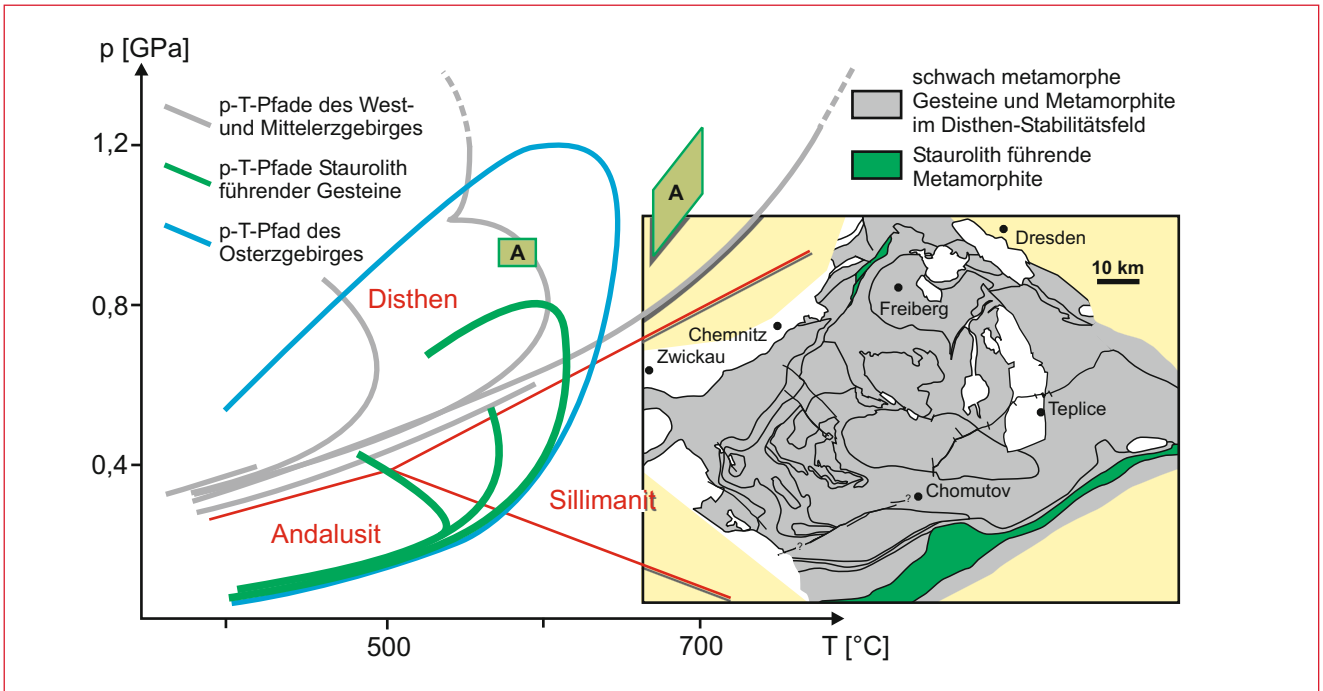 p [GPa]
1,2
0,8
0,4
500
700
T [°C]
p-T-Pfade des West-
und Mittelerzgebirges
p-T-Pfade Staurolith
führender Gesteine
p-T-Pfad des
Osterzgebirges
A
A
Disthen
Andalusit
Sillimanit
schwach metamorphe
Gesteine und Metamorphite
im Disthen-Stabilitätsfeld
Staurolith führende
Metamorphite
Dresden
10 km
Freiberg
Chemnitz
Zwickau
Teplice
Chomutov
?
?